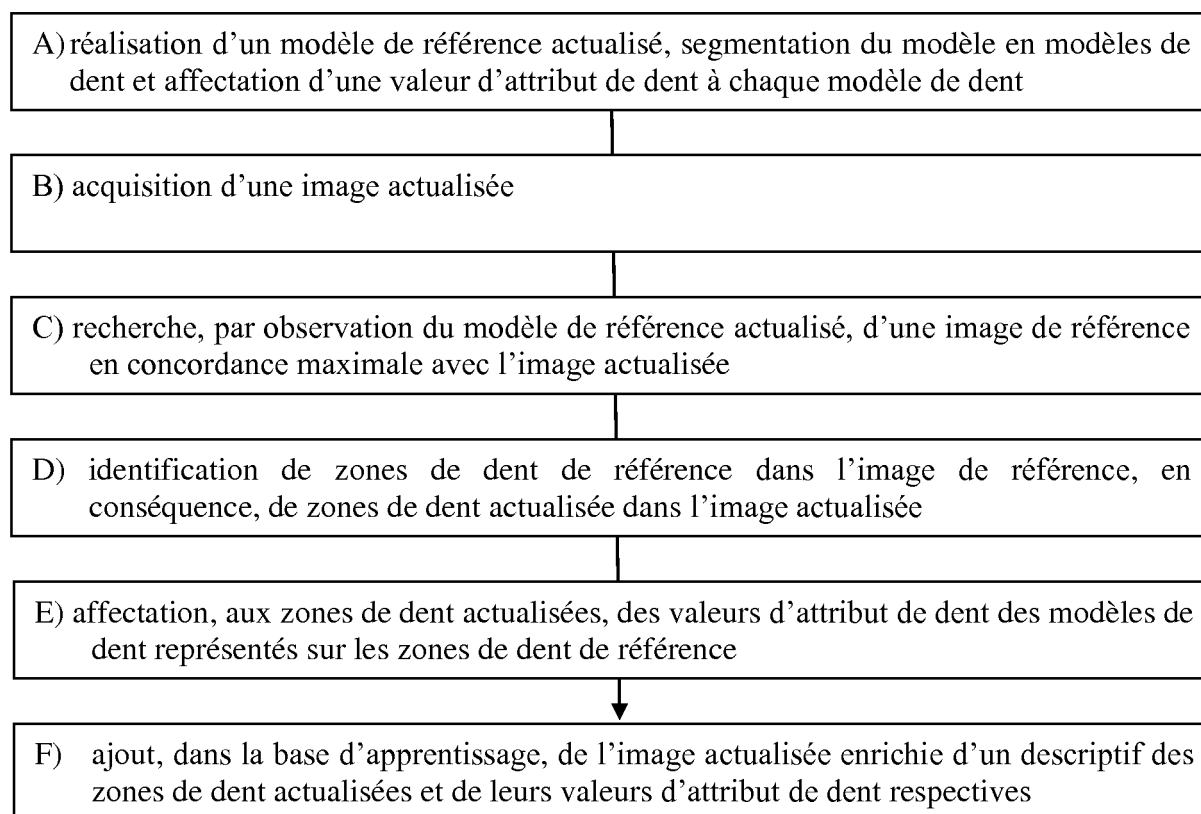 A) réalisation d’un modèle de référence actualisé, segmentation du modèle en modèles de
dent et affectation d’une valeur d’attribut de dent à chaque modèle de dent
B) acquisition d’une image actualisée
C) recherche, par observation du modèle de référence actualisé, d’une image de référence
en concordance maximale avec l’image actualisée
D) identification de zones de dent de référence dans l’image de référence, en
conséquence, de zones de dent actualisée dans l’image actualisée
E) affectation, aux zones de dent actualisées, des valeurs d’attribut de dent des modèles de
dent représentés sur les zones de dent de référence
F) ajout, dans la base d’apprentissage, de l’image actualisée enrichie d’un descriptif des
zones de dent actualisées et de leurs valeurs d’attribut de dent respectives